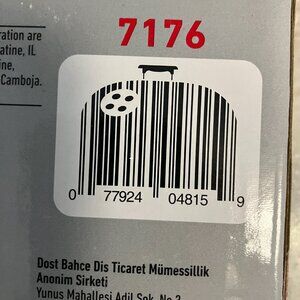 7176
ration are
atine, IL
ine,
Camboja.
0 77924 04815 9
Dost Bahce Dis Ticaret Mümessillik
Anonim Sirketi
Yunus Mahallesi Adil Sok. No 2